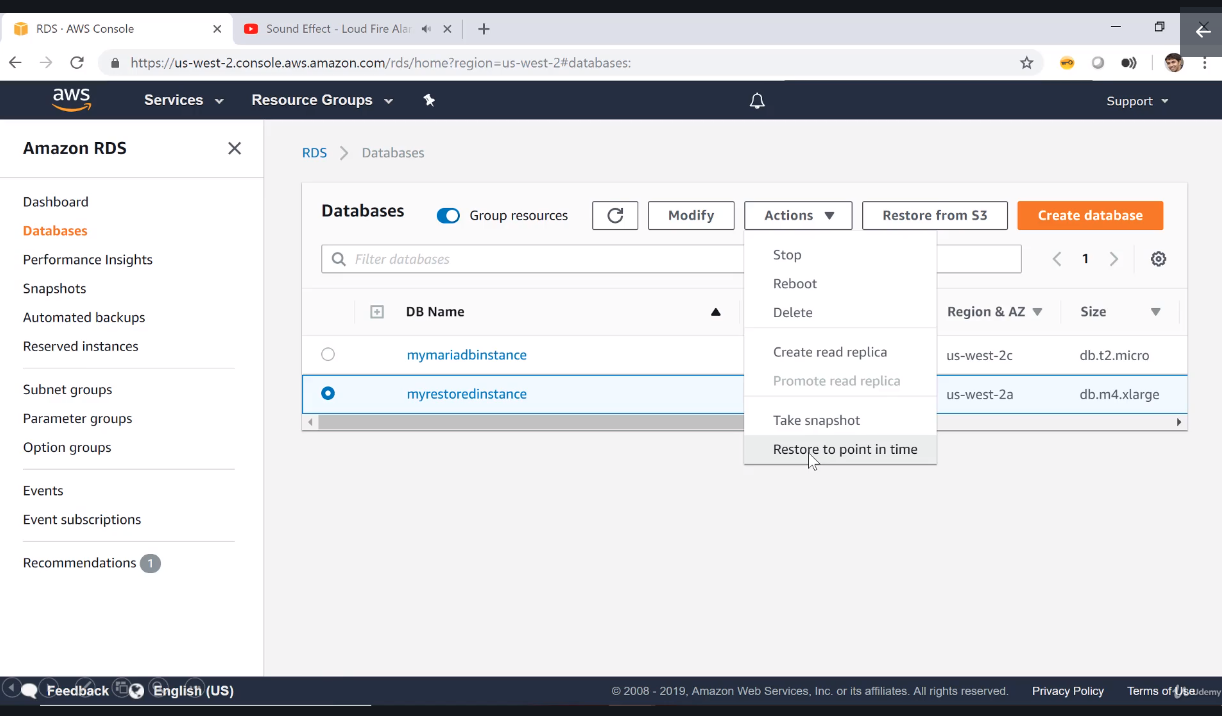 RDS · AWS Console
Sound Effect - Loud Fire Alar
https://us-west-2.console.aws.amazon.com/rds/home?region=us-west-2#databases:
aws
Services
Resource Groups
Support
Amazon RDS
Dashboard
Databases
Performance Insights
Snapshots
Automated backups
Reserved instances
Subnet groups
Parameter groups
Option groups
Events
Event subscriptions
Recommendations 1
RDS > Databases
Databases
Group resources
Modify
Actions
Restore from S3
Create database
Filter databases
1
Stop
Reboot
Delete
Create read replica
Promote read replica
Take snapshot
Restore to point in time
DB Name
Region & AZ
Size
mymariadbinstance
us-west-2c
db.t2.micro
myrestoredinstance
us-west-2a
db.m4.xlarge
Feedback
English (US)
© 2008 - 2019, Amazon Web Services, Inc. or its affiliates. All rights reserved.
Privacy Policy
Terms of Use
Udemy